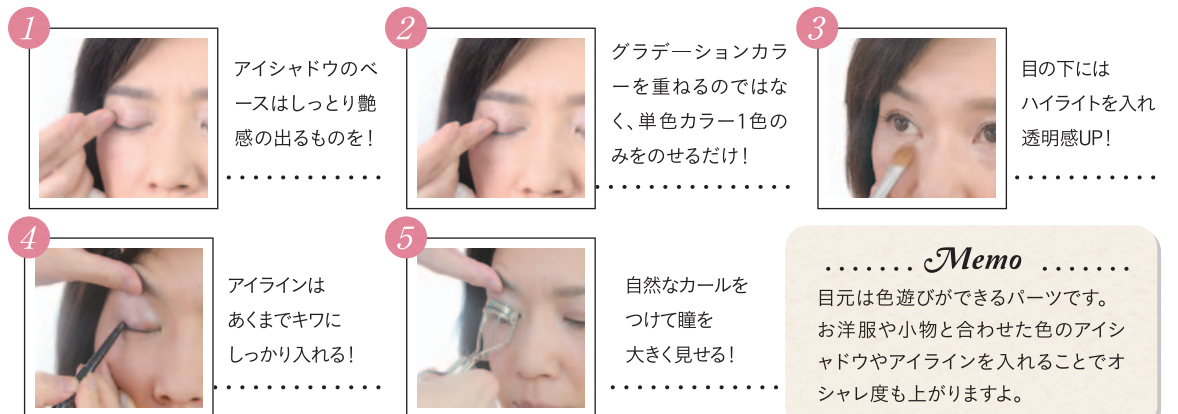 1
アイシャドウのベ
ースはしっとり艶
感の出るものを！
2
グラデーションカラ
ーを重ねるのではな
く、単色カラー1色の
みをのせるだけ！
3
目の下には
ハイライトを入れ
透明感UP！
4
アイラインは
あくまでキワに
しっかり入れる！
5
自然なカールを
つけて瞳を
大きく見せる！
Memo
目元は色遊びができるパーツです。
お洋服や小物と合わせた色のアイシ
ャドウやアイラインを入れることでオ
シャレ度も上がりますよ。